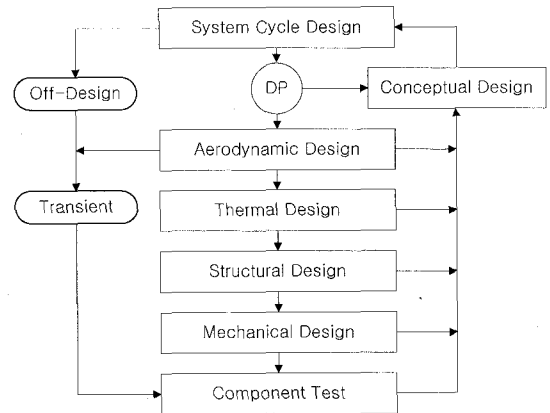 System Cycle Design
DP
Off-Design
Conceptual Design
Aerodynamic Design
Transient
Thermal Design
Structural Design
Mechanical Design
Component Test